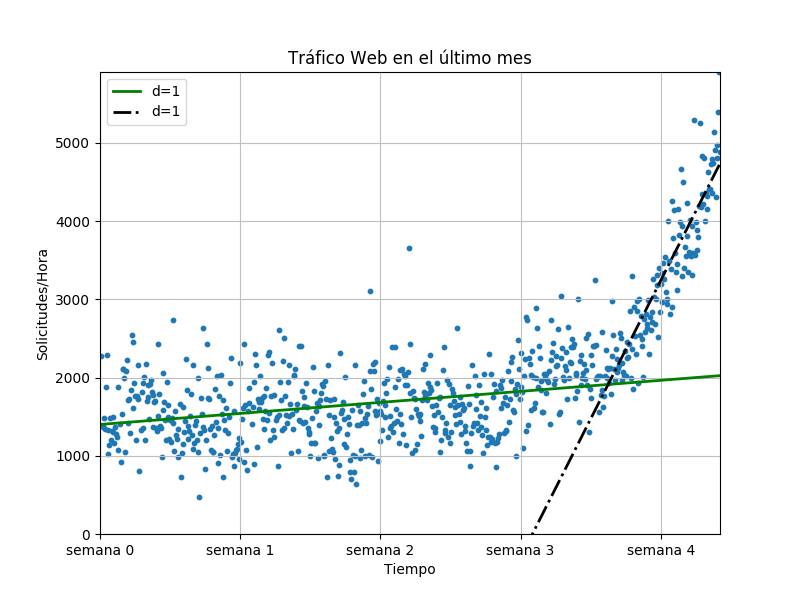 Tráfico Web en el último mes
d=1
d=1
Solicitudes/Hora
5000
4000
3000
2000
1000
0
semana 0
semana 1
semana 2
semana 3
semana 4
Tiempo